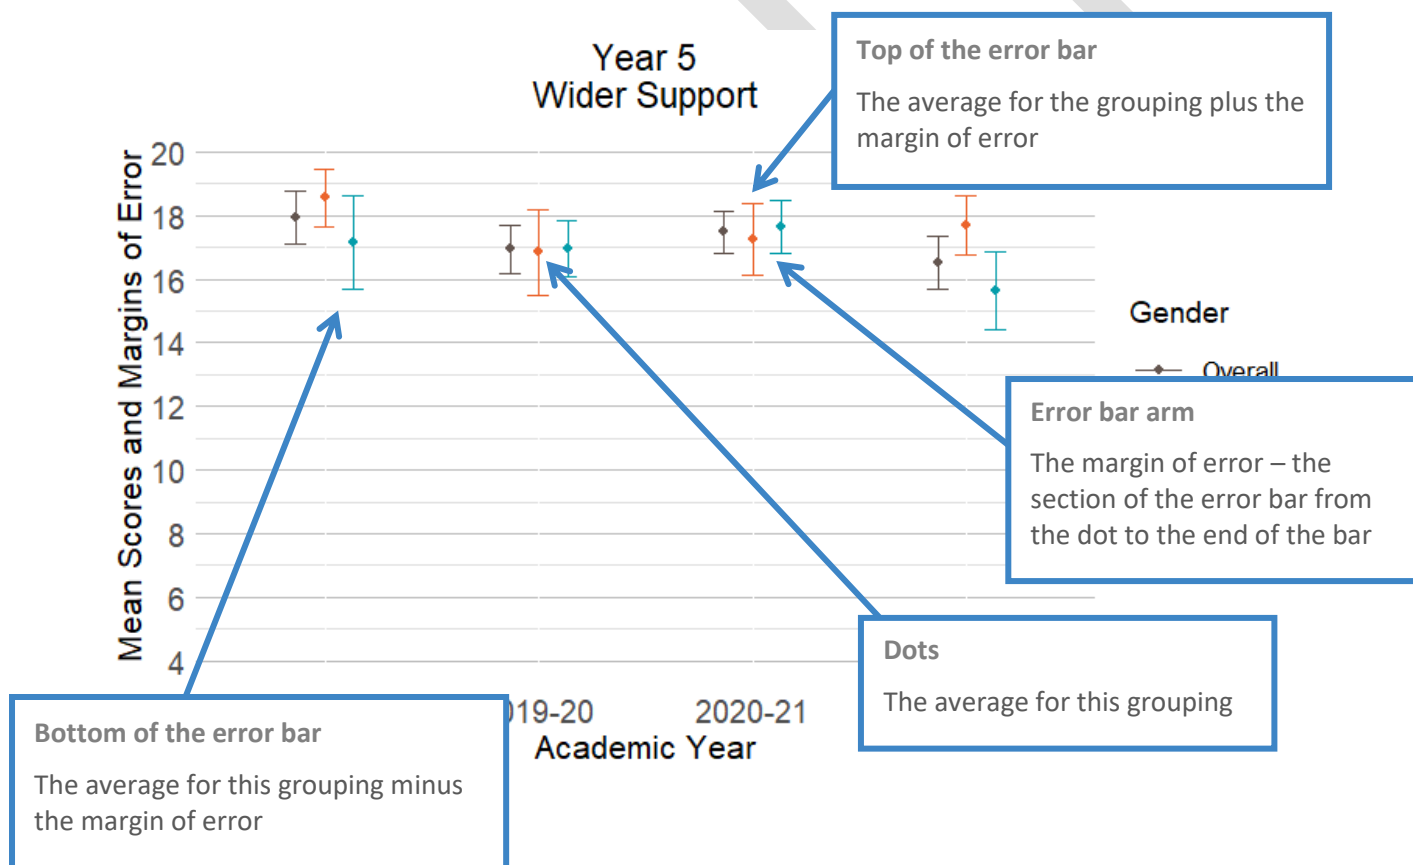 Year 5
Wider Support
Top of the error bar
The average for the grouping plus the
margin of error
Mean Scores and Margins of Error
20
18
16
14
12
10
8
6
4
Gender
Overall
Error bar arm
The margin of error – the
section of the error bar from
the dot to the end of the bar
Dots
The average for this grouping
Bottom of the error bar
The average for this grouping minus
the margin of error
19-20
2020-21
Academic Year